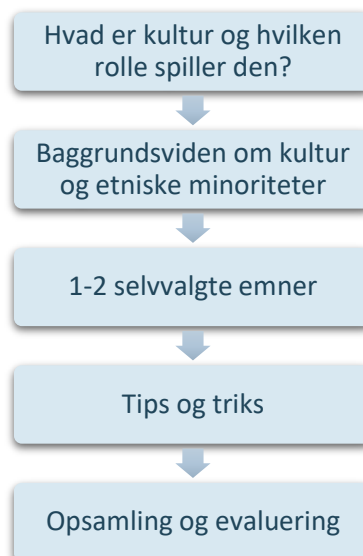 Hvad er kultur og hvilken
rolle spiller den?
Baggrundsviden om kultur
og etniske minoriteter
1-2 selvvalgte emner
Tips og triks
Opsamling og evaluering